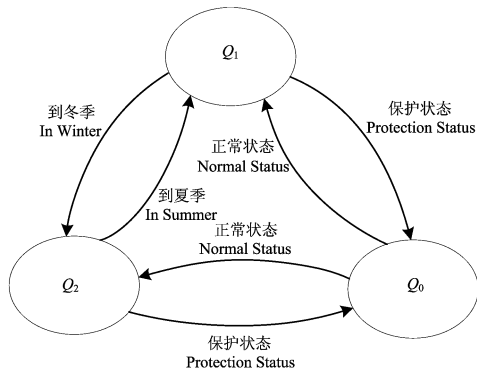 Q₁
到冬季
In Winter
保护状态
Protection Status
正常状态
Normal Status
到夏季
In Summer
正常状态
Normal Status
Q₂
Q₀
保护状态
Protection Status